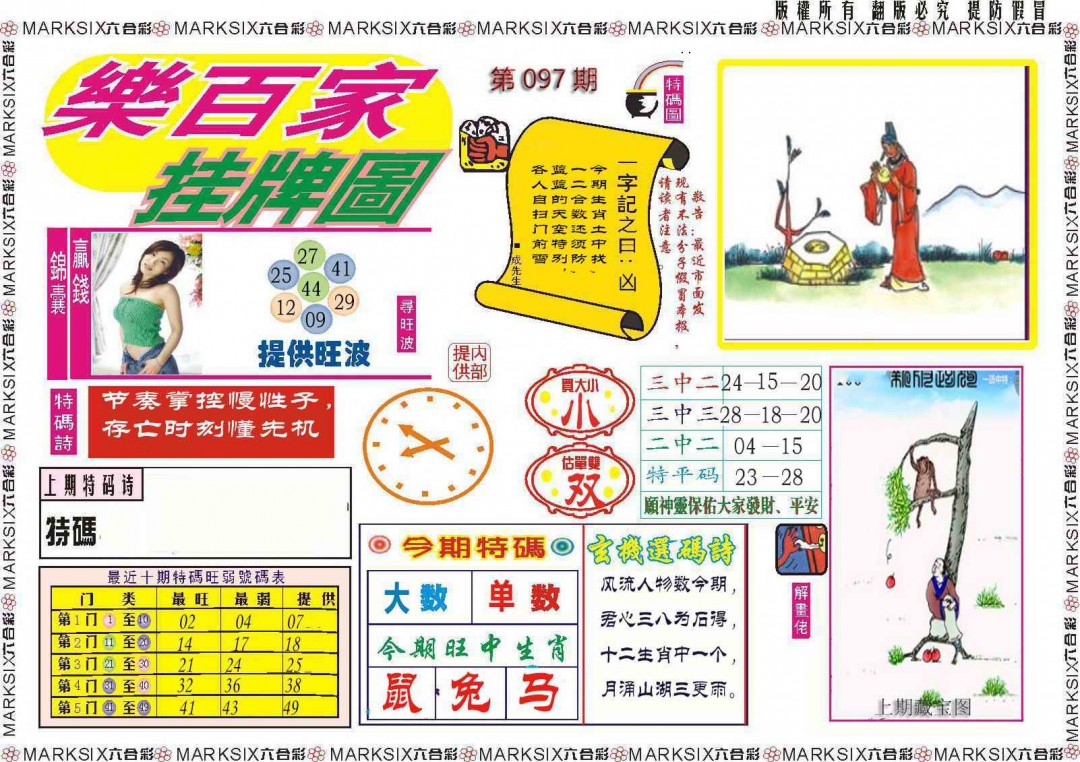 版權所有 翻版必究 提防假冒
MARKSIX六合彩 MARKSIX六合彩 MARKSIX六合彩 MARKSIX六合彩 MARKSIX六合彩 MARKSIX六合彩 MARKSIX六合彩
樂百家
挂牌圖
第 097 期
特碼圖
一字記之曰：凶
今期生肖土中找、
一二合数还须防、
蓝蓝的天空特别，
各人自扫门前雪
■成先生
敬告：最近市面发
现有不法分子假冒本报，
请读者注意。
贏錢
錦囊
27
25
41
44
12
29
09
提供旺波
尋旺波
内部
提供
特碼詩
节奏掌控慢性子，
存亡时刻懂先机
買大小
小
估單雙
双
三中二 24－15－20
三中三 28－18－20
二中二 04－15
特平码 23－28
願神靈保佑大家發財、平安
上期特码诗
特碼
最近十期特碼旺弱號碼表
门 类 最旺 最弱 提供
第1门 1 至 10 02 04 07
第2门 11 至 20 14 17 18
第3门 21 至 30 21 24 25
第4门 31 至 40 32 36 38
第5门 41 至 49 41 43 49
今期特碼
大数 单数
今期旺中生肖
鼠 兔 马
玄機選碼詩
风流人物数今期，
君心三八为后得，
十二生肖中一个，
月涌山湖三更雨。
解畫佬
上期藏宝图
MARKSIX六合彩 MARKSIX六合彩 MARKSIX六合彩 MARKSIX六合彩 MARKSIX六合彩 MARKSIX六合彩 MARKSIX六合彩